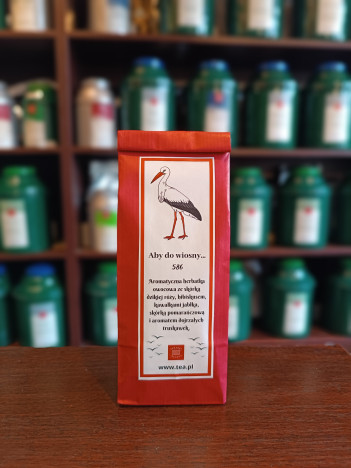 Aby do wiosny...
586
Aromatyczna herbatka
owocowa ze skórką
dzikiej róży, hibiskusem,
kawałkami jabłka,
skórką pomarańczową
i aromatem dojrzałych
truskawek.
www.tea.pl